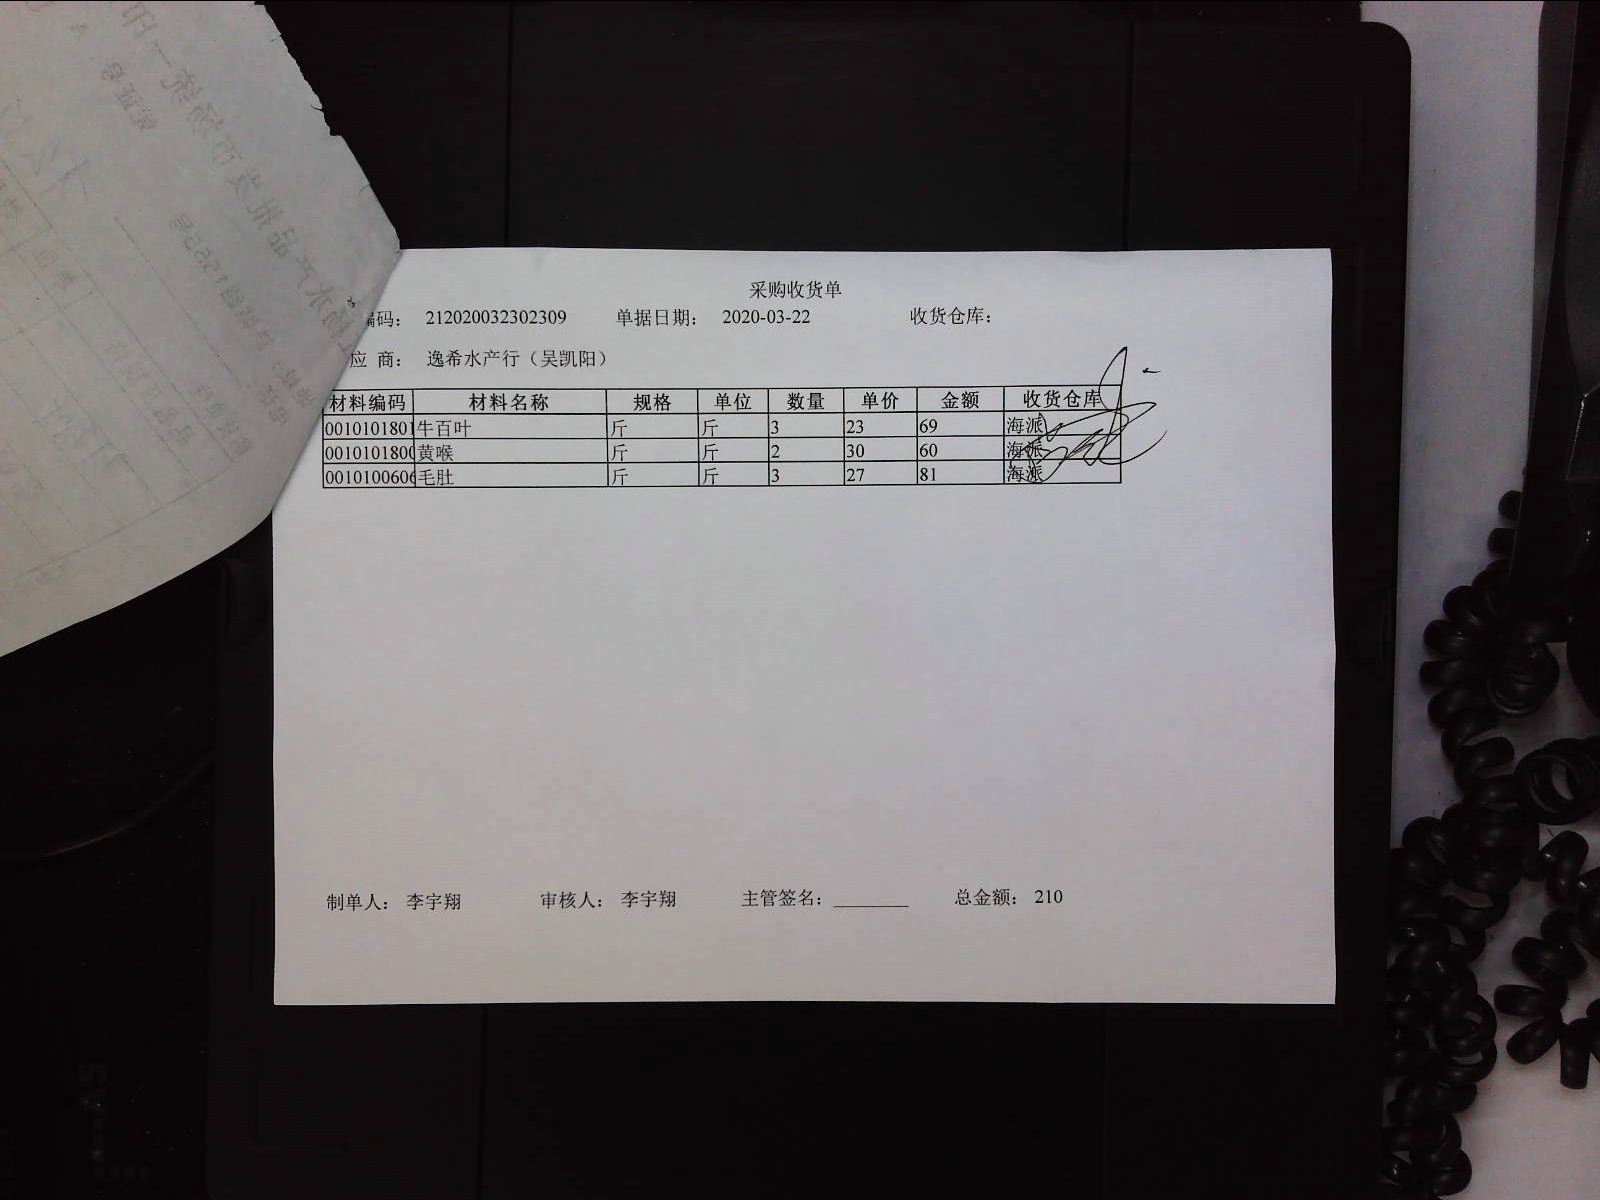 采购收货单
编码： 212020032302309 单据日期： 2020-03-22 收货仓库：
应 商： 逸希水产行（吴凯阳）
材料编码 材料名称 规格 单位 数量 单价 金额 收货仓库
0010101801 牛百叶 斤 斤 3 23 69 海派
0010101800 黄喉 斤 斤 2 30 60 海派
0010100606 毛肚 斤 斤 3 27 81 海派
制单人： 李宇翔 审核人： 李宇翔 主管签名：________ 总金额： 210